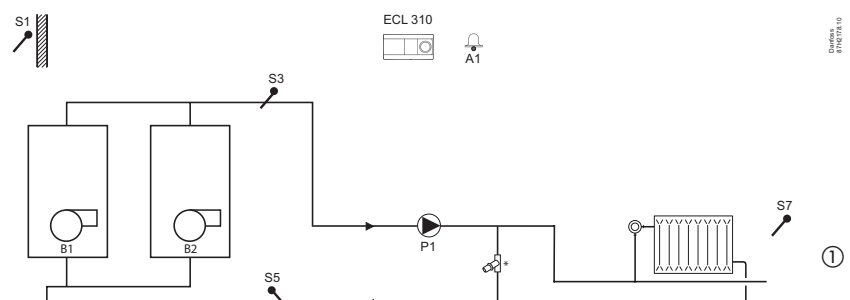 S1
ECL 310
A1
Danfoss
87H2178.10
S3
B1
B2
P1
S7
*
S5
1